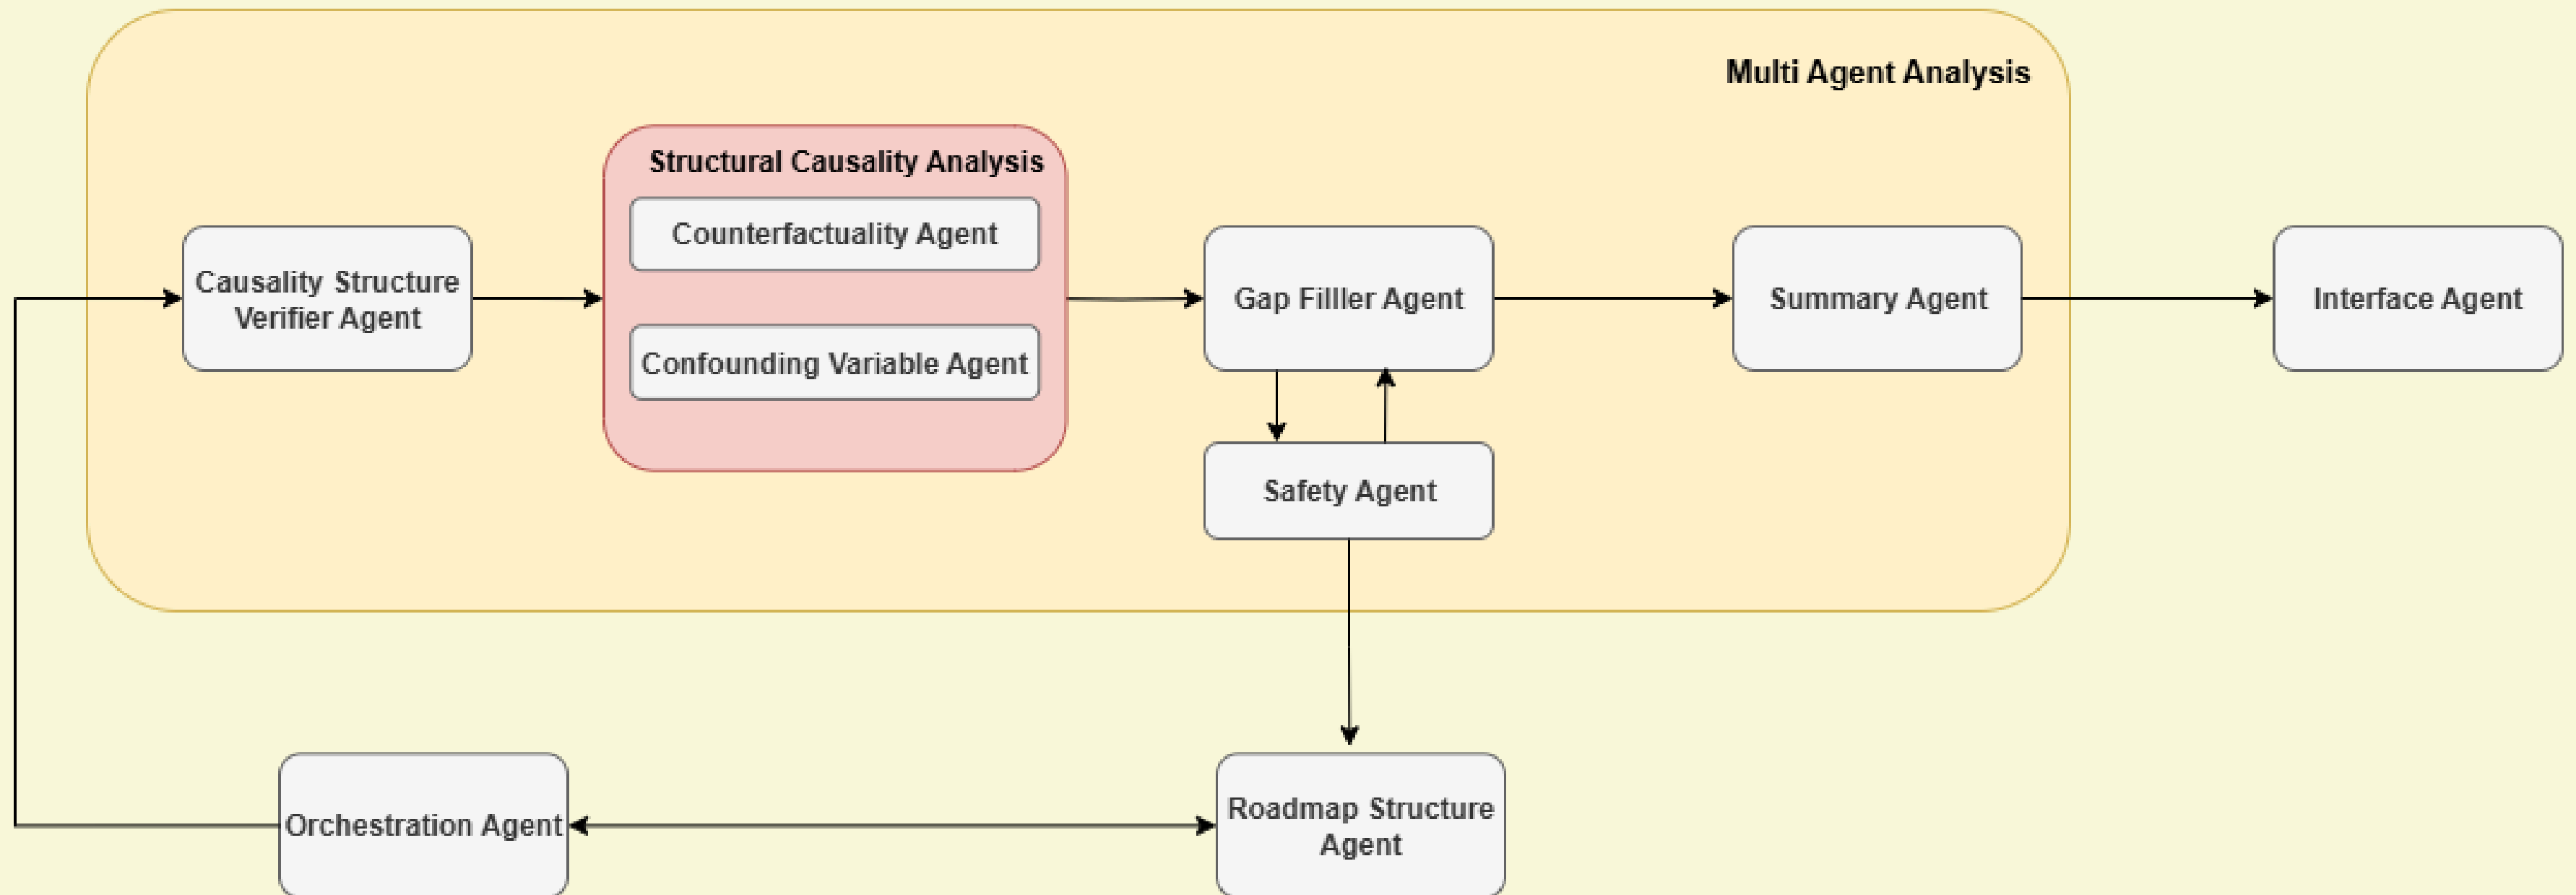 Multi Agent Analysis
Structural Causality Analysis
Counterfactuality Agent
Causality Structure
Verifier Agent
Confounding Variable Agent
Gap Filller Agent
Summary Agent
Interface Agent
Safety Agent
Orchestration Agent
Roadmap Structure
Agent